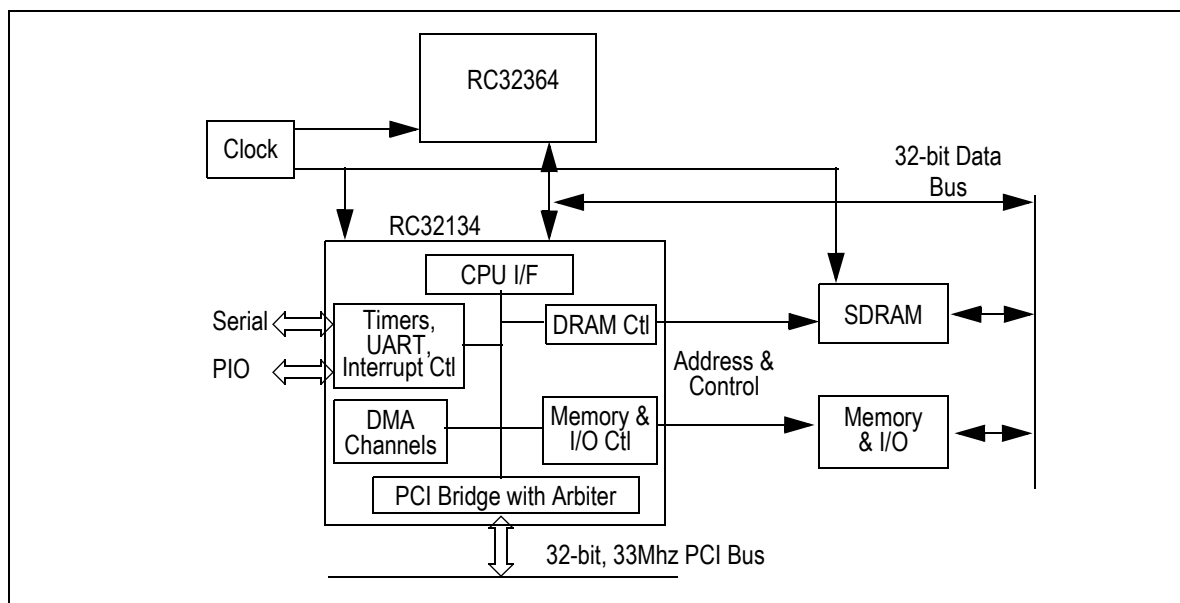 RC32364
Clock
32-bit Data
Bus
RC32134
CPU I/F
Serial
Timers,
UART,
Interrupt Ctl
DRAM Ctl
SDRAM
PIO
Address &
Control
DMA
Channels
Memory &
I/O Ctl
Memory
& I/O
PCI Bridge with Arbiter
32-bit, 33Mhz PCI Bus